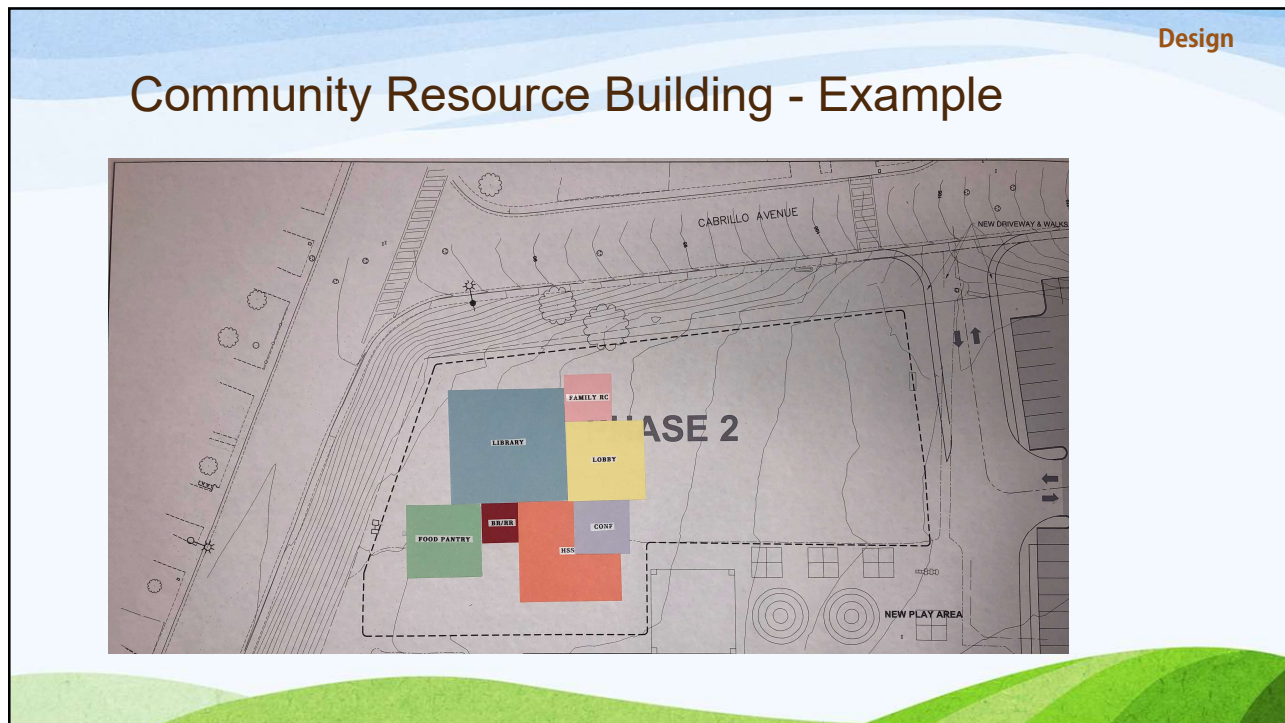 Design
Community Resource Building - Example
CABRILLO AVENUE
NEW DRIVEWAY & WALKS
FAMILY RC
ASE 2
LIBRARY
LOBBY
BR/RR
CONF
FOOD PANTRY
HSS
NEW PLAY AREA